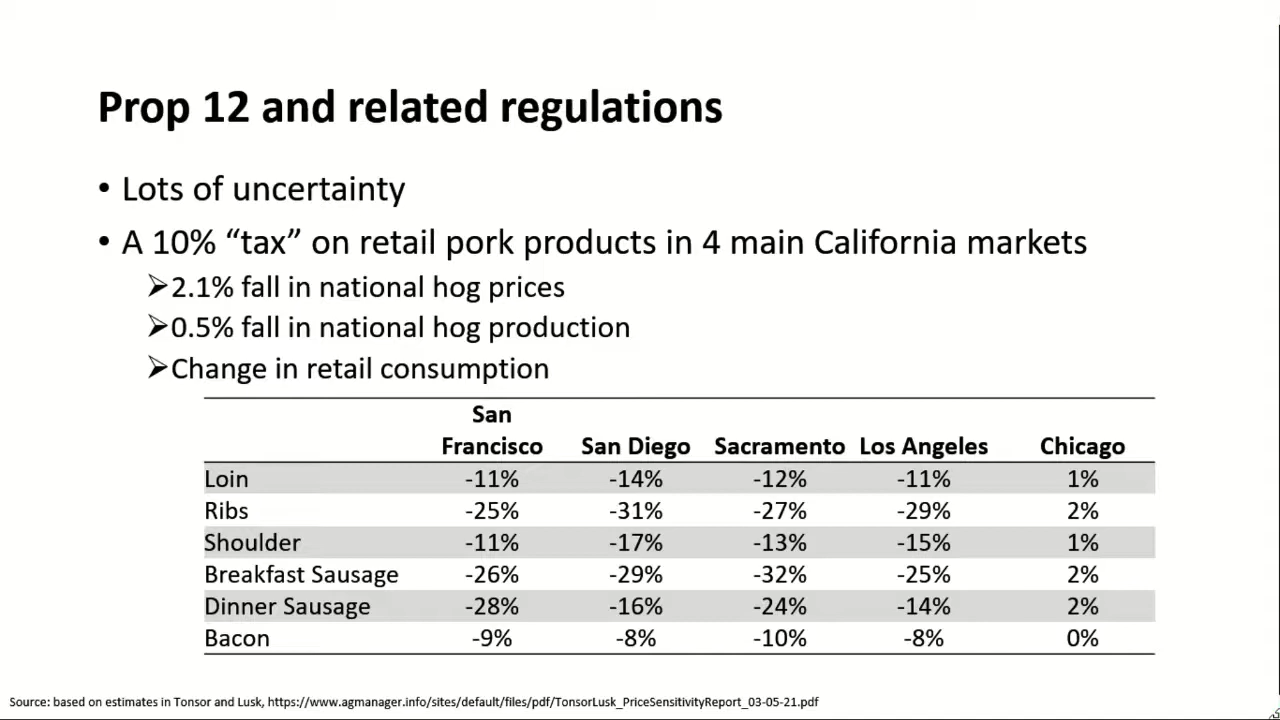 Prop 12 and related regulations
• Lots of uncertainty
• A 10% “tax” on retail pork products in 4 main California markets
➢2.1% fall in national hog prices
➢0.5% fall in national hog production
➢Change in retail consumption
San Francisco San Diego Sacramento Los Angeles Chicago
Loin -11% -14% -12% -11% 1%
Ribs -25% -31% -27% -29% 2%
Shoulder -11% -17% -13% -15% 1%
Breakfast Sausage -26% -29% -32% -25% 2%
Dinner Sausage -28% -16% -24% -14% 2%
Bacon -9% -8% -10% -8% 0%
Source: based on estimates in Tonsor and Lusk, https://www.agmanager.info/sites/default/files/pdf/TonsorLusk_PriceSensitivityReport_03-05-21.pdf